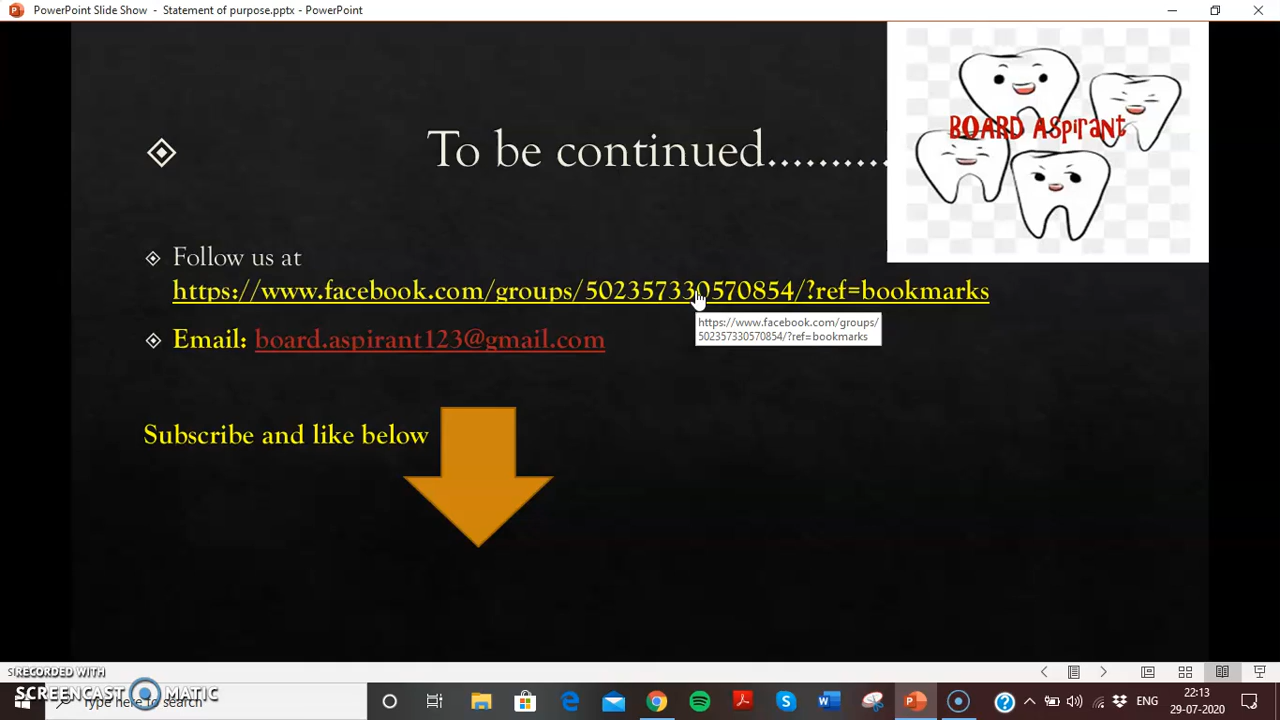 PowerPoint Slide Show - Statement of purpose.pptx - PowerPoint
BOARD Aspirant
To be continued..........
Follow us at
https://www.facebook.com/groups/502357330570854/?ref=bookmarks
https://www.facebook.com/groups/
502357330570854/?ref=bookmarks
Email: board.aspirant123@gmail.com
Subscribe and like below
RECORDED WITH
SCREENCAST MATIC
Type here to search
ENG
22:13
29-07-2020